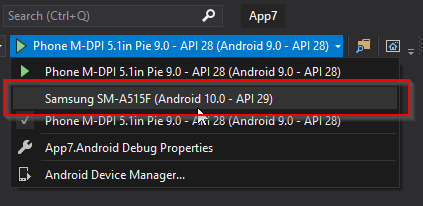 Search (Ctrl+Q)
App7
Phone M-DPI 5.1in Pie 9.0 - API 28 (Android 9.0 - API 28)
Phone M-DPI 5.1in Pie 9.0 - API 28 (Android 9.0 - API 28)
Samsung SM-A515F (Android 10.0 - API 29)
Phone M-DPI 5.1in Pie 9.0 - API 28 (Android 9.0 - API 28)
App7.Android Debug Properties
Android Device Manager...